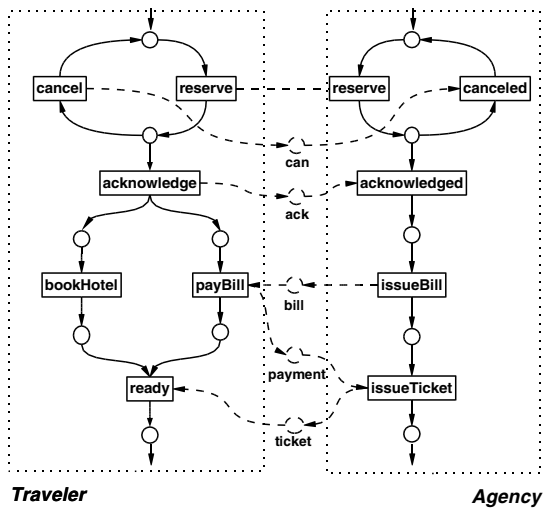 cancel
reserve
reserve
canceled
can
acknowledge
acknowledged
ack
bookHotel
payBill
issueBill
bill
payment
ready
issueTicket
ticket
Traveler
Agency